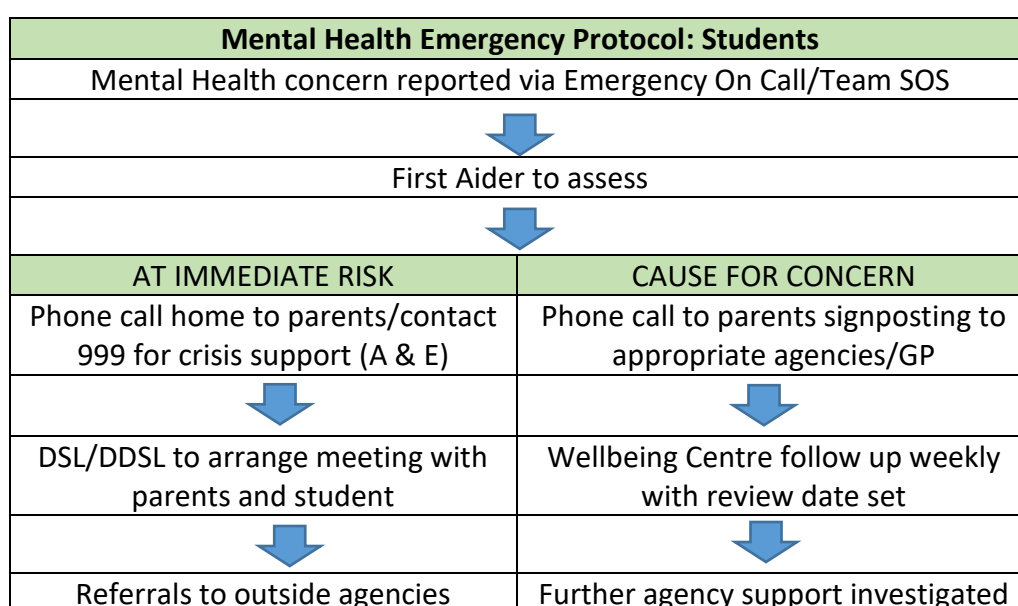 Mental Health Emergency Protocol: Students
Mental Health concern reported via Emergency On Call/Team SOS
First Aider to assess
AT IMMEDIATE RISK
Phone call home to parents/contact
999 for crisis support (A & E)
DSL/DDSL to arrange meeting with
parents and student
Referrals to outside agencies
CAUSE FOR CONCERN
Phone call to parents signposting to
appropriate agencies/GP
Wellbeing Centre follow up weekly
with review date set
Further agency support investigated